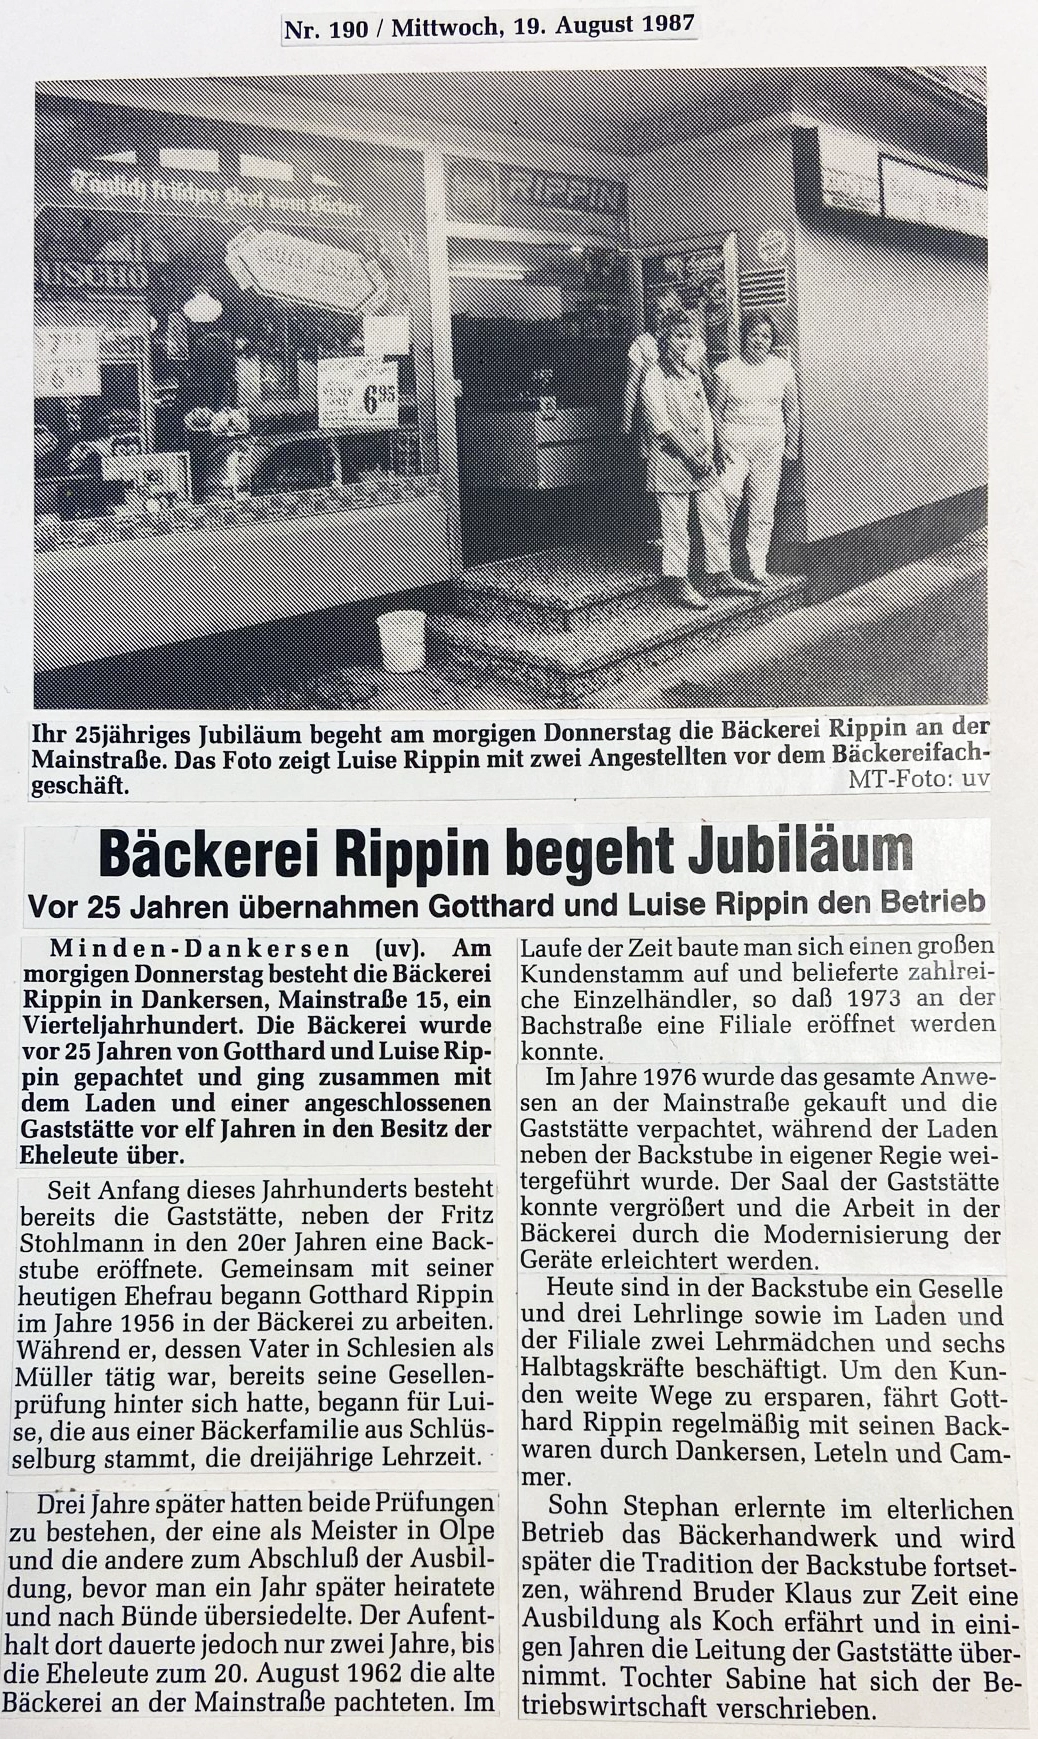 Nr. 190 / Mittwoch, 19. August 1987
Täglich frisches Brot vom Bäcker
RIPPIN
7 95
6 95
6 95
Ihr 25jähriges Jubiläum begeht am morgigen Donnerstag die Bäckerei Rippin an der
Mainstraße. Das Foto zeigt Luise Rippin mit zwei Angestellten vor dem Bäckereifach-
geschäft. MT-Foto: uv
Bäckerei Rippin begeht Jubiläum
Vor 25 Jahren übernahmen Gotthard und Luise Rippin den Betrieb
Minden-Dankersen (uv). Am
morgigen Donnerstag besteht die Bäckerei
Rippin in Dankersen, Mainstraße 15, ein
Vierteljahrhundert. Die Bäckerei wurde
vor 25 Jahren von Gotthard und Luise Rip-
pin gepachtet und ging zusammen mit
dem Laden und einer angeschlossenen
Gaststätte vor elf Jahren in den Besitz der
Eheleute über.
Seit Anfang dieses Jahrhunderts besteht
bereits die Gaststätte, neben der Fritz
Stohlmann in den 20er Jahren eine Back-
stube eröffnete. Gemeinsam mit seiner
heutigen Ehefrau begann Gotthard Rippin
im Jahre 1956 in der Bäckerei zu arbeiten.
Während er, dessen Vater in Schlesien als
Müller tätig war, bereits seine Gesellen-
prüfung hinter sich hatte, begann für Lui-
se, die aus einer Bäckerfamilie aus Schlüs-
selburg stammt, die dreijährige Lehrzeit.
Drei Jahre später hatten beide Prüfungen
zu bestehen, der eine als Meister in Olpe
und die andere zum Abschluß der Ausbil-
dung, bevor man ein Jahr später heiratete
und nach Bünde übersiedelte. Der Aufent-
halt dort dauerte jedoch nur zwei Jahre, bis
die Eheleute zum 20. August 1962 die alte
Bäckerei an der Mainstraße pachteten. Im
Laufe der Zeit baute man sich einen großen
Kundenstamm auf und belieferte zahlrei-
che Einzelhändler, so daß 1973 an der
Bachstraße eine Filiale eröffnet werden
konnte.
Im Jahre 1976 wurde das gesamte Anwe-
sen an der Mainstraße gekauft und die
Gaststätte verpachtet, während der Laden
neben der Backstube in eigener Regie wei-
tergeführt wurde. Der Saal der Gaststätte
konnte vergrößert und die Arbeit in der
Bäckerei durch die Modernisierung der
Geräte erleichtert werden.
Heute sind in der Backstube ein Geselle
und drei Lehrlinge sowie im Laden und
der Filiale zwei Lehrmädchen und sechs
Halbtagskräfte beschäftigt. Um den Kun-
den weite Wege zu ersparen, fährt Gott-
hard Rippin regelmäßig mit seinen Back-
waren durch Dankersen, Leteln und Cam-
mer.
Sohn Stephan erlernte im elterlichen
Betrieb das Bäckerhandwerk und wird
später die Tradition der Backstube fortset-
zen, während Bruder Klaus zur Zeit eine
Ausbildung als Koch erfährt und in eini-
gen Jahren die Leitung der Gaststätte über-
nimmt. Tochter Sabine hat sich der Be-
triebswirtschaft verschrieben.